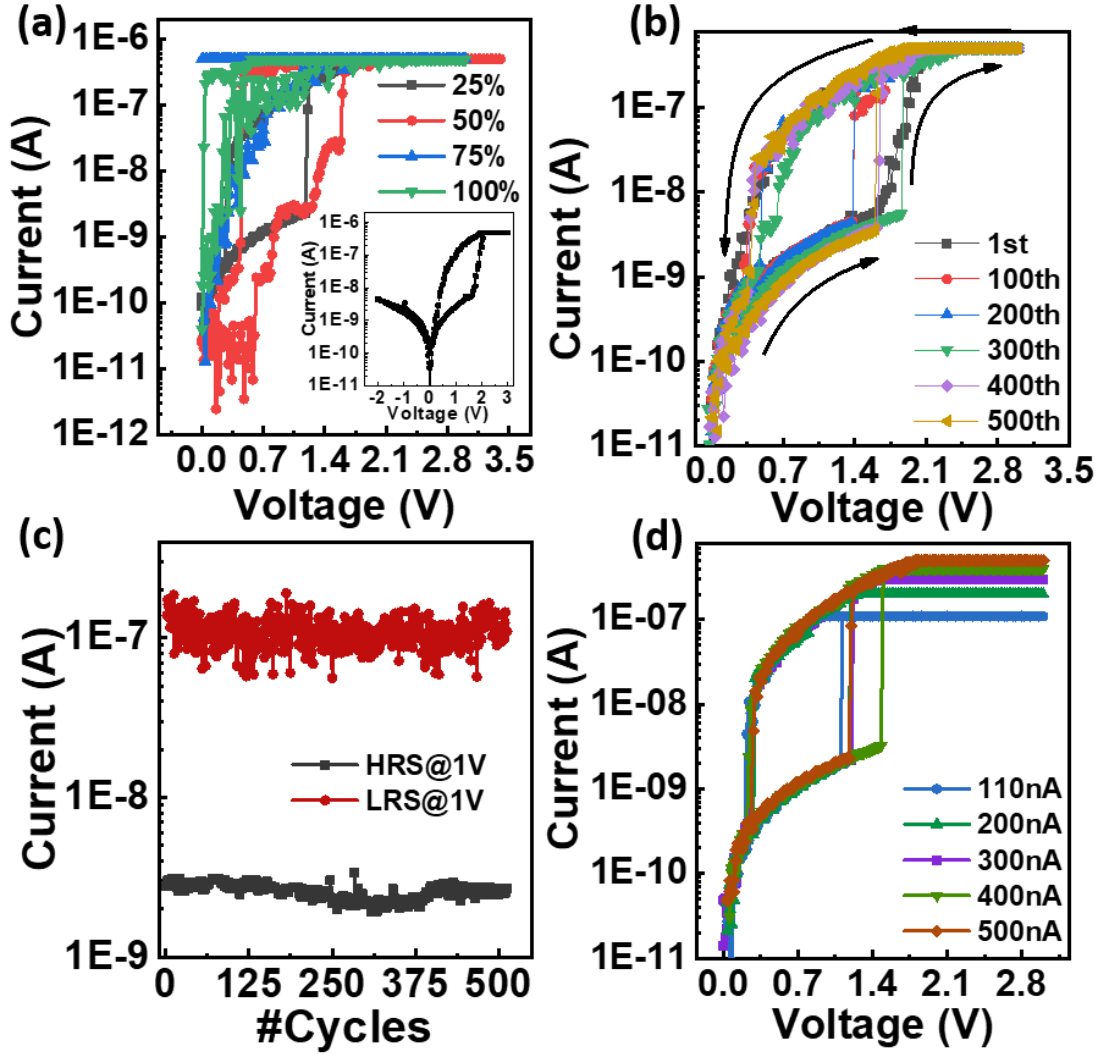 (a)
1E-6
1E-7
1E-8
1E-9
1E-10
1E-11
1E-12
Current (A)
0.0 0.7 1.4 2.1 2.8 3.5
Voltage (V)
25%
50%
75%
100%
1E-6
1E-7
1E-8
1E-9
1E-10
1E-11
Current (A)
-2 -1 0 1 2 3
Voltage (V)
(b)
1E-7
1E-8
1E-9
1E-10
1E-11
Current (A)
0.0 0.7 1.4 2.1 2.8 3.5
Voltage (V)
1st
100th
200th
300th
400th
500th
(c)
1E-7
1E-8
1E-9
Current (A)
0 125 250 375 500
#Cycles
HRS@1V
LRS@1V
(d)
1E-07
1E-08
1E-09
1E-10
1E-11
Current (A)
0.0 0.7 1.4 2.1 2.8
Voltage (V)
110nA
200nA
300nA
400nA
500nA